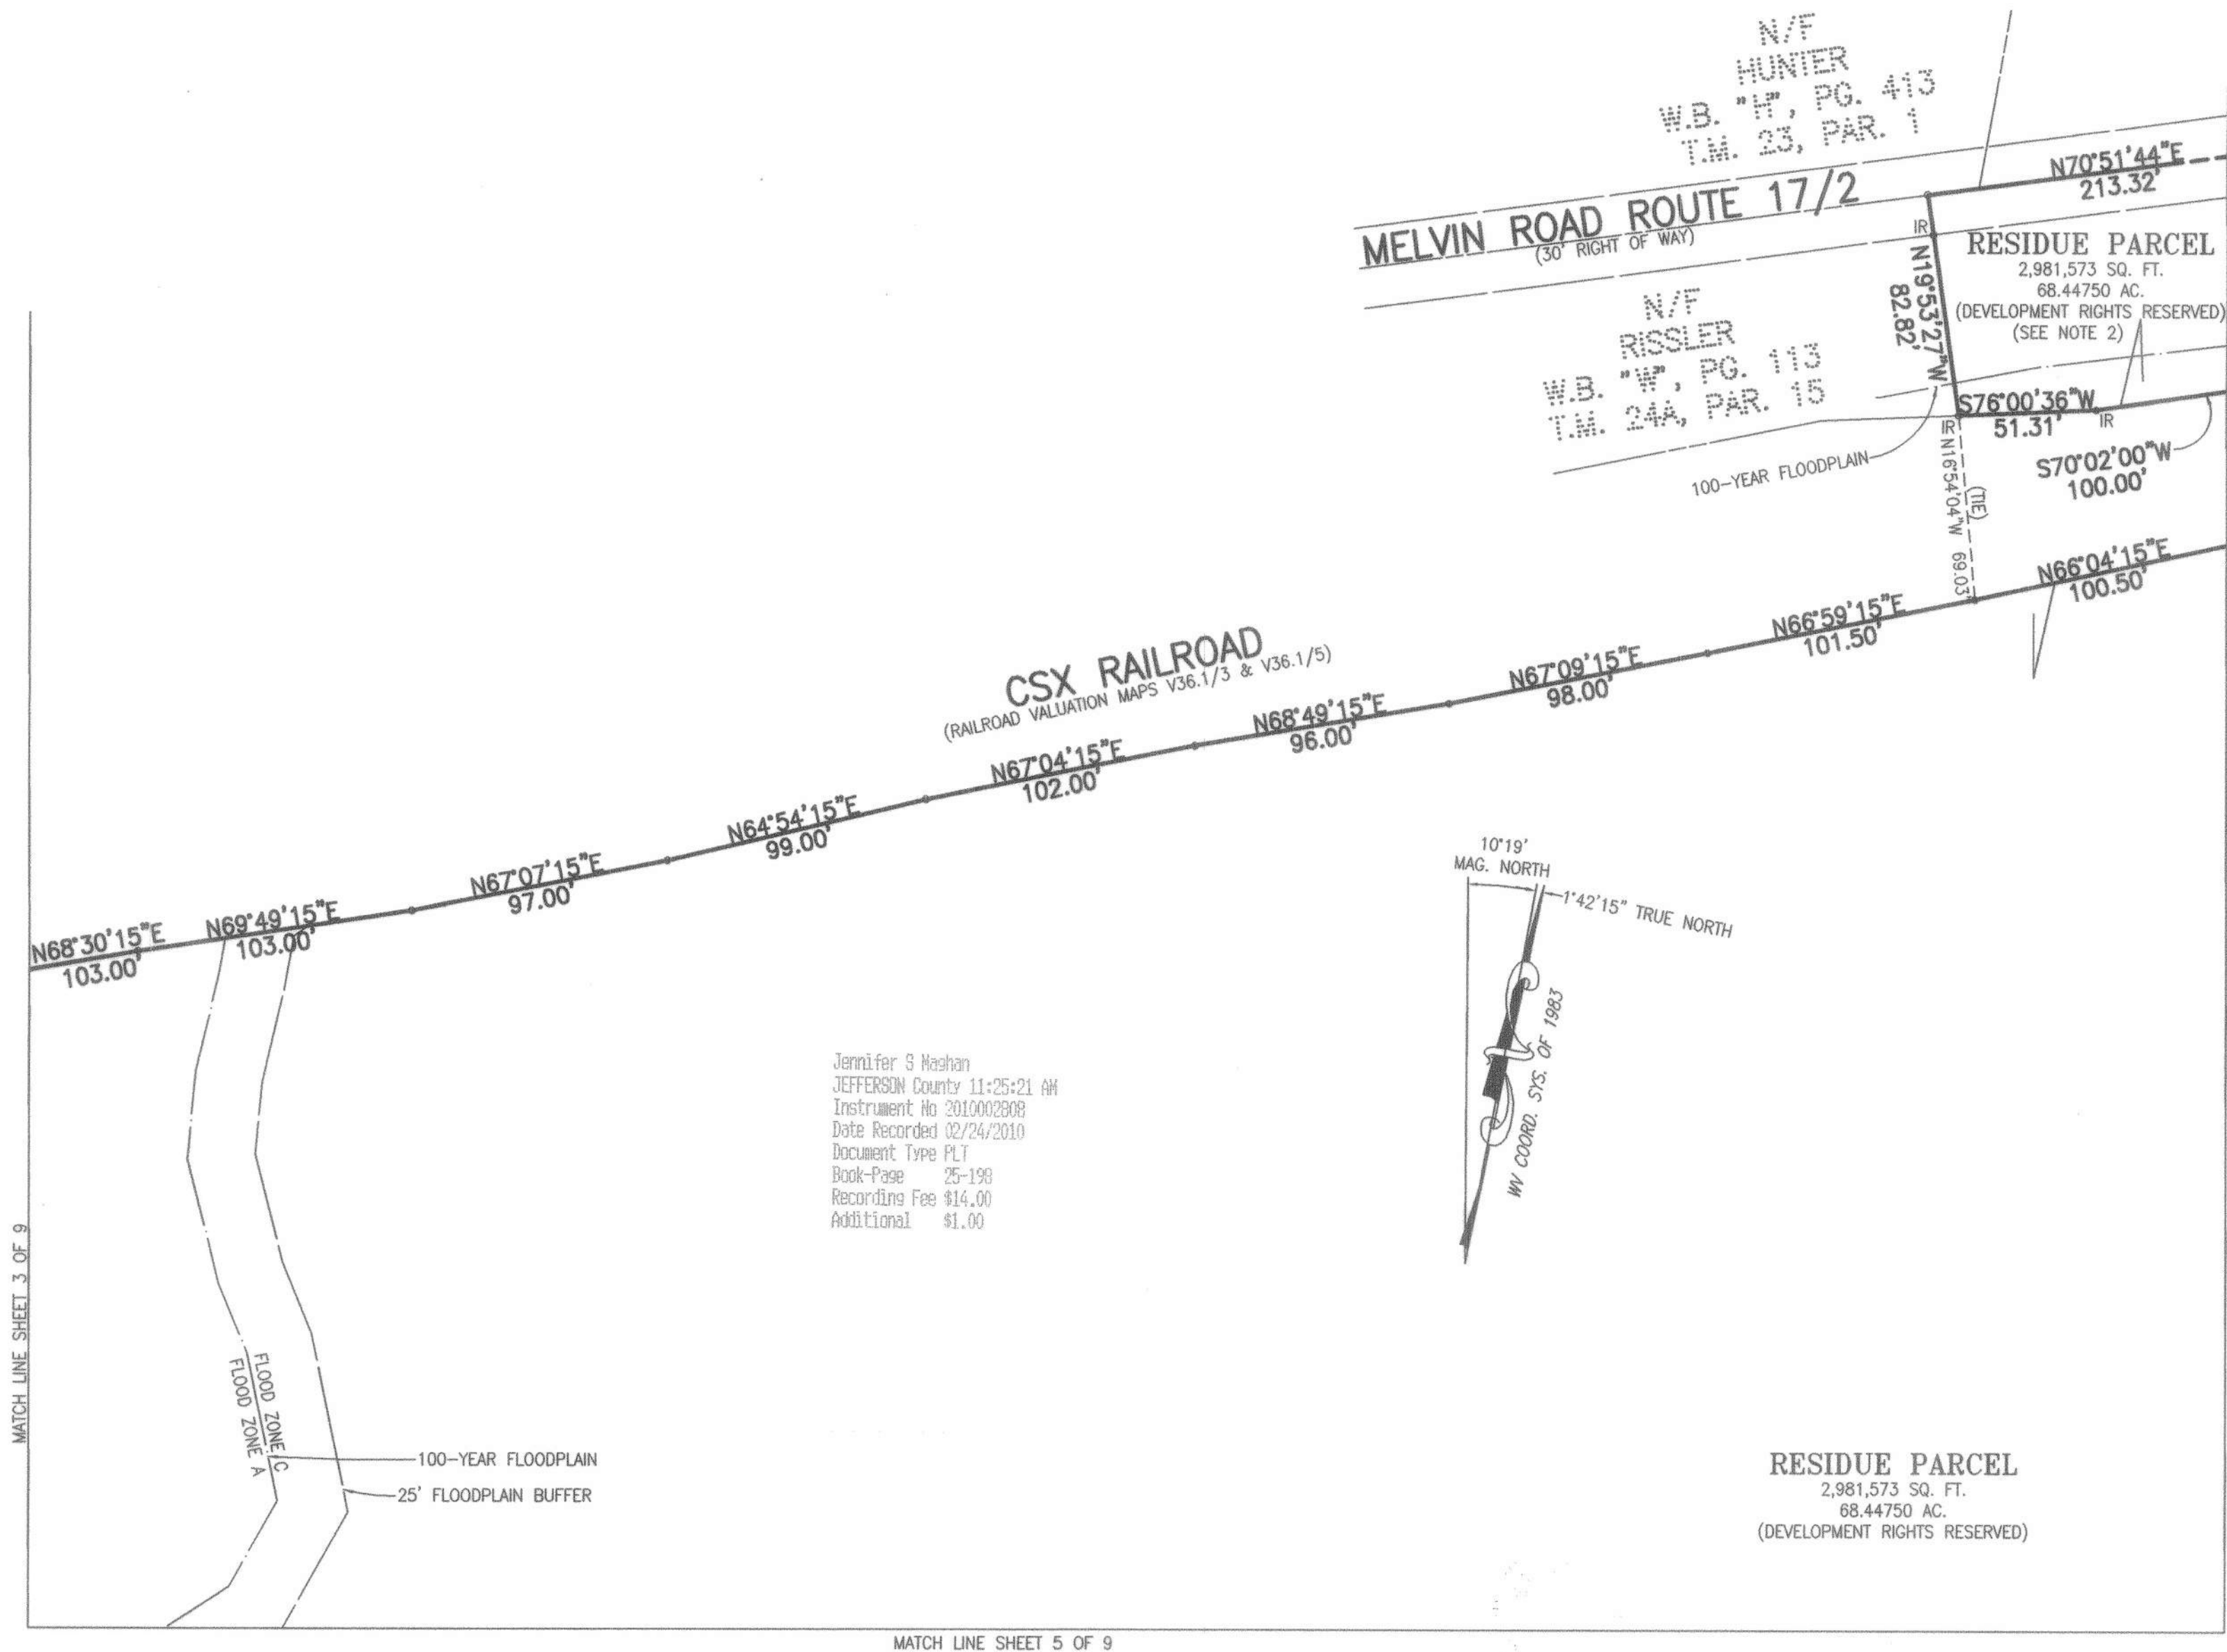 N/F
HUNTER
W.B. "H", PG. 413
T.M. 23, PAR. 1
MELVIN ROAD ROUTE 17/2
(30' RIGHT OF WAY)
N70°51'44"E
213.32'
IR
N19°53'27"W
82.82'
RESIDUE PARCEL
2,981,573 SQ. FT.
68.44750 AC.
(DEVELOPMENT RIGHTS RESERVED)
(SEE NOTE 2)
N/F
RISSLER
W.B. "W", PG. 113
T.M. 24A, PAR. 15
100-YEAR FLOODPLAIN
S76°00'36"W
51.31'
IR
IR
S70°02'00"W
100.00'
N16°54'04"W 69.03'
(TIE)
N66°04'15"E
100.50'
N66°59'15"E
101.50'
N67°09'15"E
98.00'
CSX RAILROAD
(RAILROAD VALUATION MAPS V36.1/3 & V36.1/5)
N68°49'15"E
96.00'
N67°04'15"E
102.00'
N64°54'15"E
99.00'
N67°07'15"E
97.00'
N69°49'15"E
103.00'
N68°30'15"E
103.00'
10°19'
MAG. NORTH
1°42'15" TRUE NORTH
WV COORD. SYS. OF 1983
Jennifer S Maghan
JEFFERSON County 11:25:21 AM
Instrument No 2010002808
Date Recorded 02/24/2010
Document Type PLT
Book-Page 25-198
Recording Fee $14.00
Additional $1.00
MATCH LINE SHEET 3 OF 9
FLOOD ZONE C
FLOOD ZONE A
100-YEAR FLOODPLAIN
25' FLOODPLAIN BUFFER
RESIDUE PARCEL
2,981,573 SQ. FT.
68.44750 AC.
(DEVELOPMENT RIGHTS RESERVED)
MATCH LINE SHEET 5 OF 9